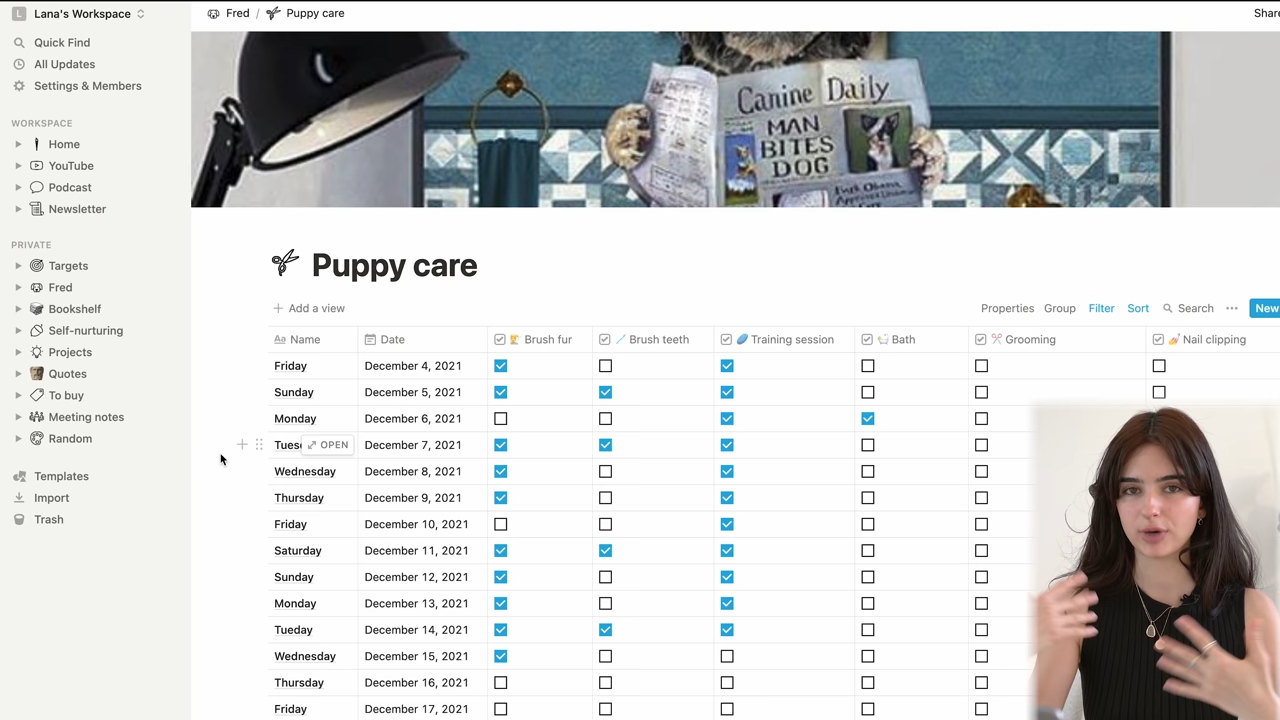 L Lana's Workspace
Quick Find
All Updates
Settings & Members
WORKSPACE
Home
YouTube
Podcast
Newsletter
PRIVATE
Targets
Fred
Bookshelf
Self-nurturing
Projects
Quotes
To buy
Meeting notes
Random
Templates
Import
Trash
Fred / Puppy care
Share
Canine Daily
MAN
BITES
DOG
Puppy care
+ Add a view
Properties Group Filter Sort Search ••• New
Aa Name Date Brush fur Brush teeth Training session Bath Grooming Nail clipping
Friday December 4, 2021
Sunday December 5, 2021
Monday December 6, 2021
Tues OPEN December 7, 2021
Wednesday December 8, 2021
Thursday December 9, 2021
Friday December 10, 2021
Saturday December 11, 2021
Sunday December 12, 2021
Monday December 13, 2021
Tueday December 14, 2021
Wednesday December 15, 2021
Thursday December 16, 2021
Friday December 17, 2021